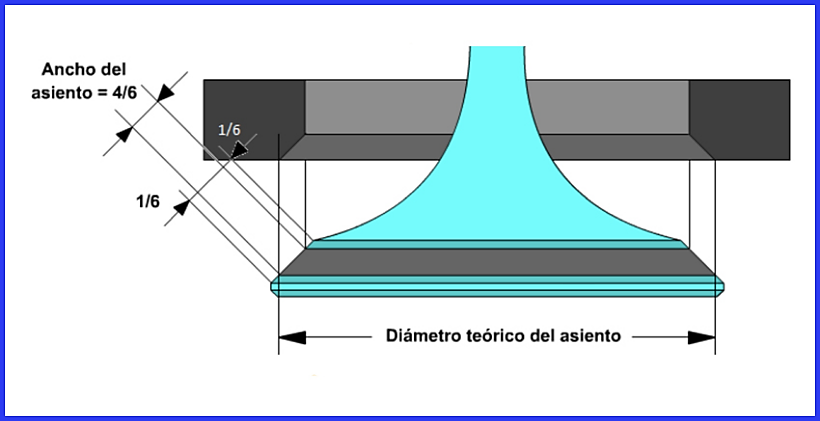 Ancho del
asiento = 4/6
1/6
1/6
Diámetro teórico del asiento